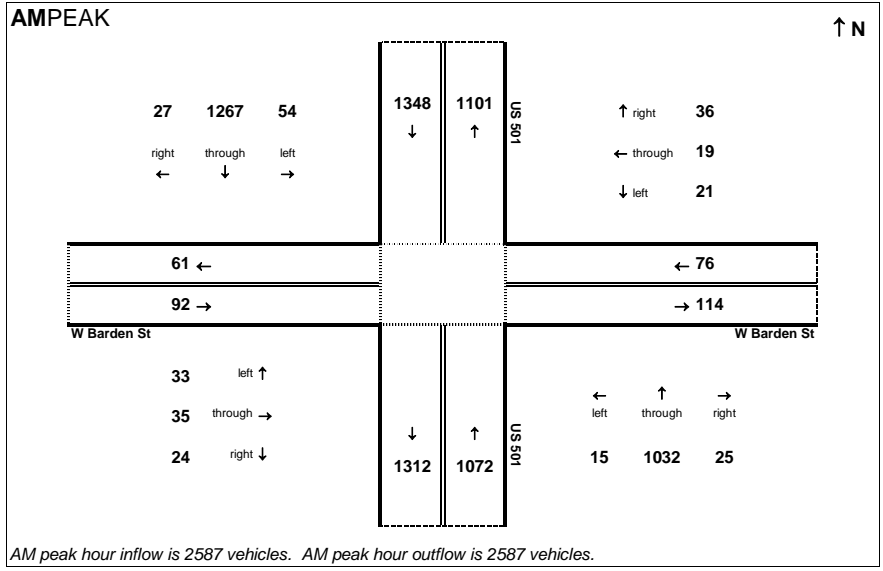 AMPEAK
↑ N
27 1267 54
right through left
← ↓ →
1348 1101
↓ ↑
US 501
↑ right 36
← through 19
↓ left 21
61 ←
92 →
← 76
→ 114
W Barden St
W Barden St
33 left ↑
35 through →
24 right ↓
↓ ↑
1312 1072
US 501
← ↑ →
left through right
15 1032 25
AM peak hour inflow is 2587 vehicles. AM peak hour outflow is 2587 vehicles.